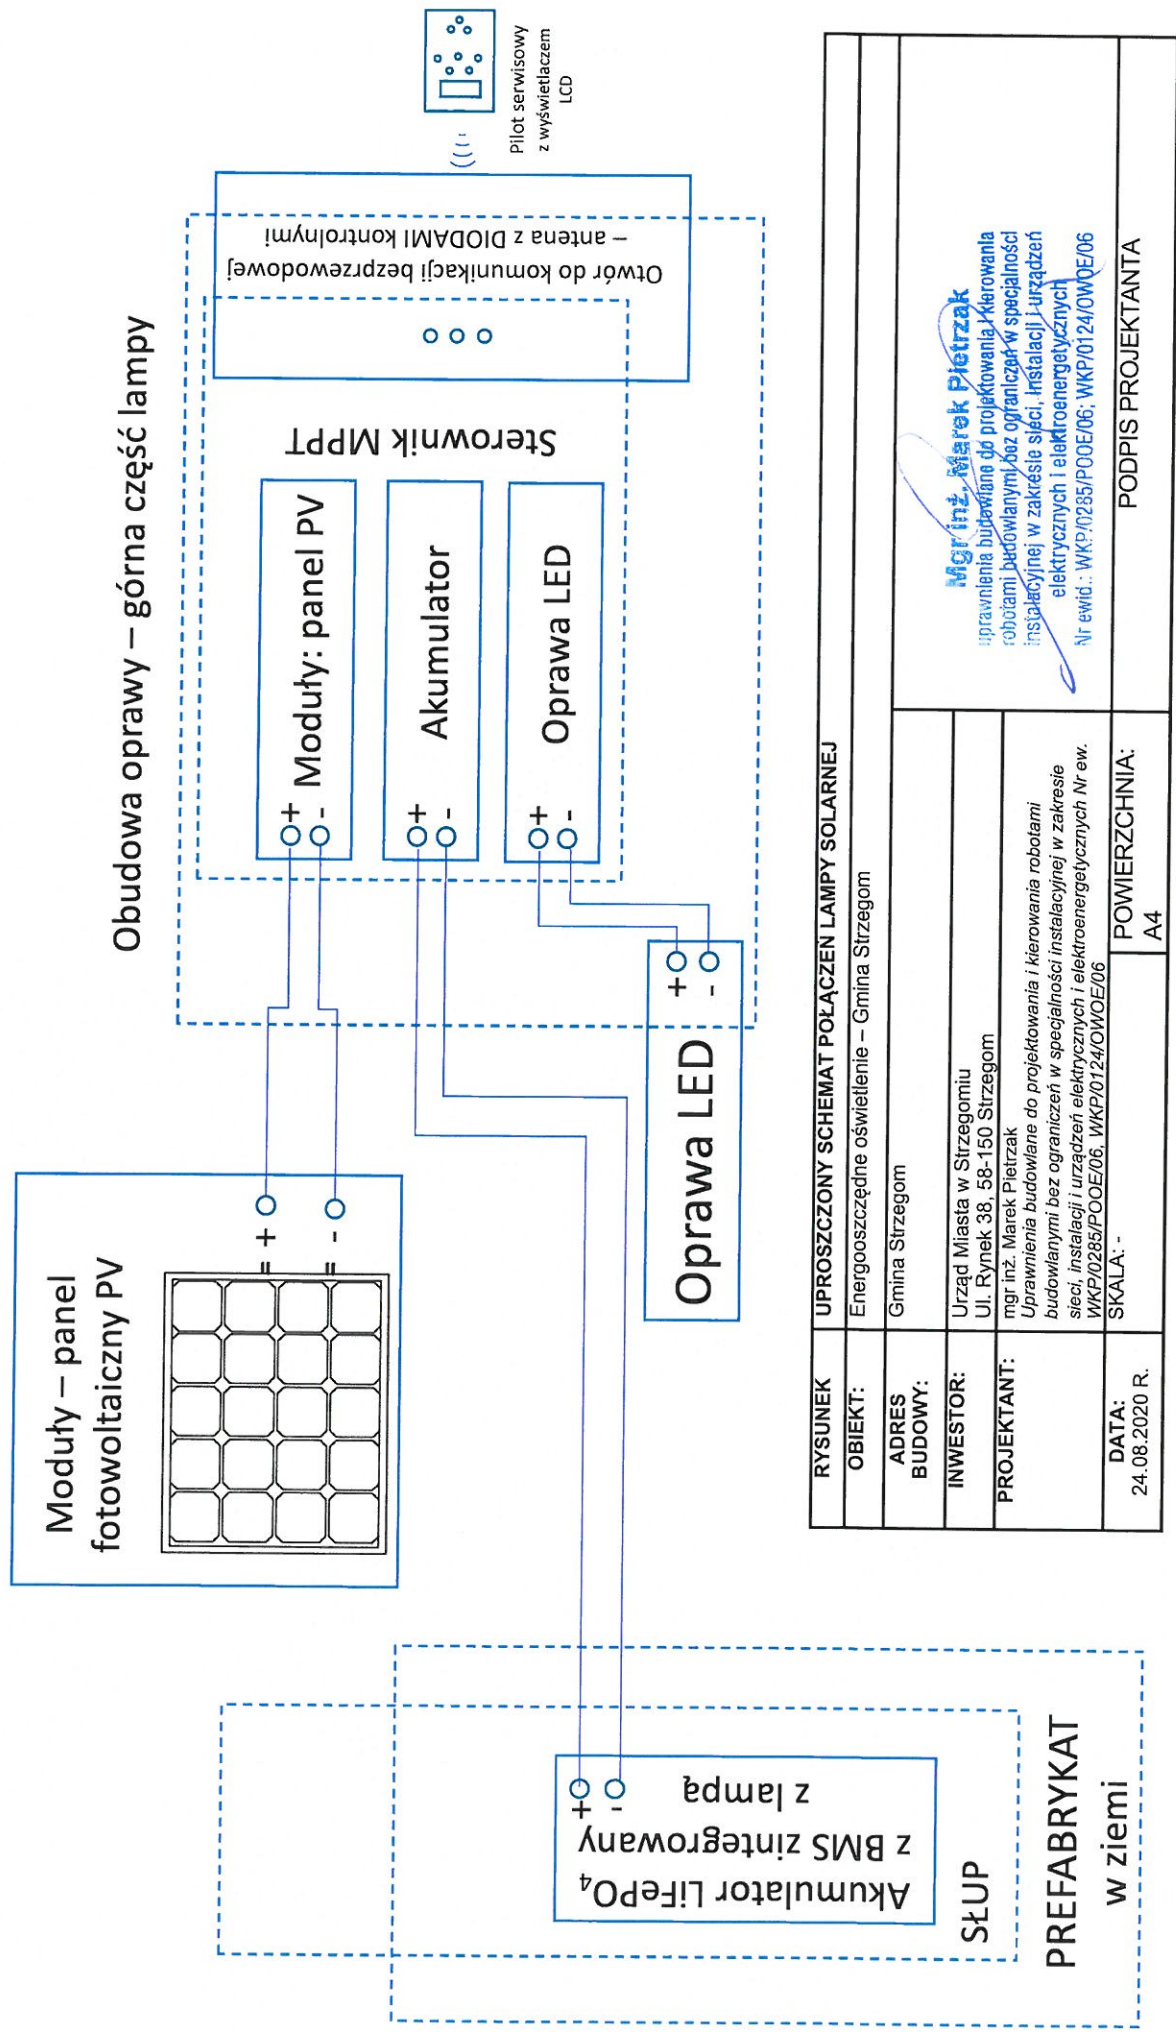 Moduły – panel
fotowoltaiczny PV
= +
= -
Obudowa oprawy – górna część lampy
+
-
Moduły: panel PV
+
-
Akumulator
+
-
Oprawa LED
Sterownik MPPT
Otwór do komunikacji bezprzewodowej
– antena z DIODAMI kontrolnymi
Pilot serwisowy
z wyświetlaczem
LCD
Oprawa LED
+
-
+
-
Akumulator LiFePO4
z BMS zintegrowany
z lampą
SŁUP
PREFABRYKAT
w ziemi
RYSUNEK
UPROSZCZONY SCHEMAT POŁĄCZEN LAMPY SOLARNEJ
OBIEKT:
Energooszczędne oświetlenie – Gmina Strzegom
ADRES
BUDOWY:
Gmina Strzegom
INWESTOR:
Urząd Miasta w Strzegomiu
Ul. Rynek 38, 58-150 Strzegom
PROJEKTANT:
mgr inż. Marek Pietrzak
Uprawnienia budowlane do projektowania i kierowania robotami
budowlanymi bez ograniczeń w specjalności instalacyjnej w zakresie
sieci, instalacji i urządzeń elektrycznych i elektroenergetycznych Nr ew.
WKP/0285/POOE/06, WKP/0124/OWOE/06
Mgr inż. Marek Pietrzak
uprawnienia budowlane do projektowania i kierowania
robotami budowlanymi bez ograniczeń w specjalności
instalacyjnej w zakresie sieci, instalacji i urządzeń
elektrycznych i elektroenergetycznych
Nr ewid.: WKP/0285/POOE/06; WKP/0124/OWOE/06
DATA:
24.08.2020 R.
SKALA: -
POWIERZCHNIA:
A4
PODPIS PROJEKTANTA